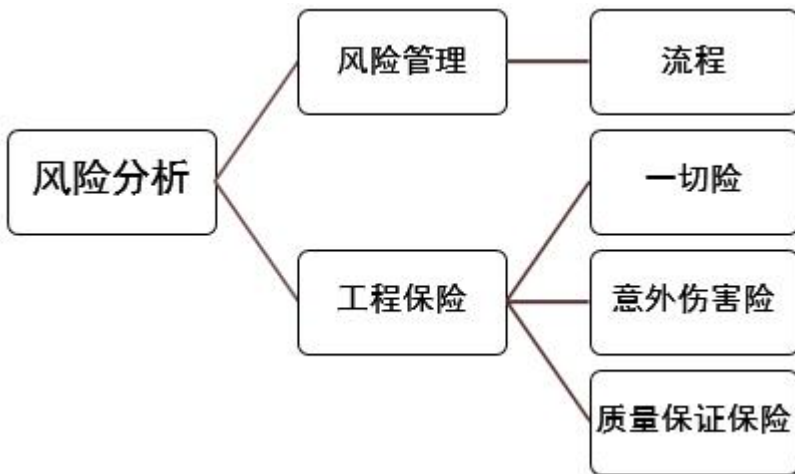 风险管理
流程
风险分析
一切险
工程保险
意外伤害险
质量保证保险